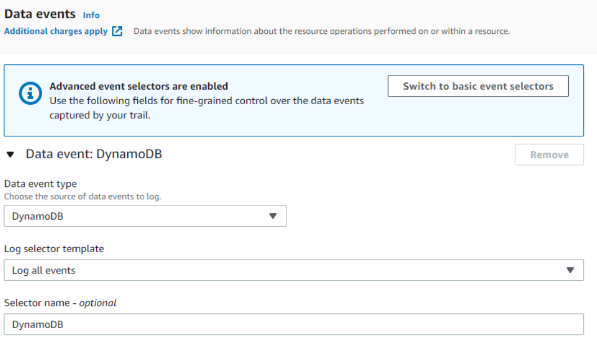 Data events Info
Additional charges apply Data events show information about the resource operations performed on or within a resource.
Advanced event selectors are enabled
Use the following fields for fine-grained control over the data events
captured by your trail.
Switch to basic event selectors
Data event: DynamoDB
Remove
Data event type
Choose the source of data events to log.
DynamoDB
Log selector template
Log all events
Selector name - optional
DynamoDB